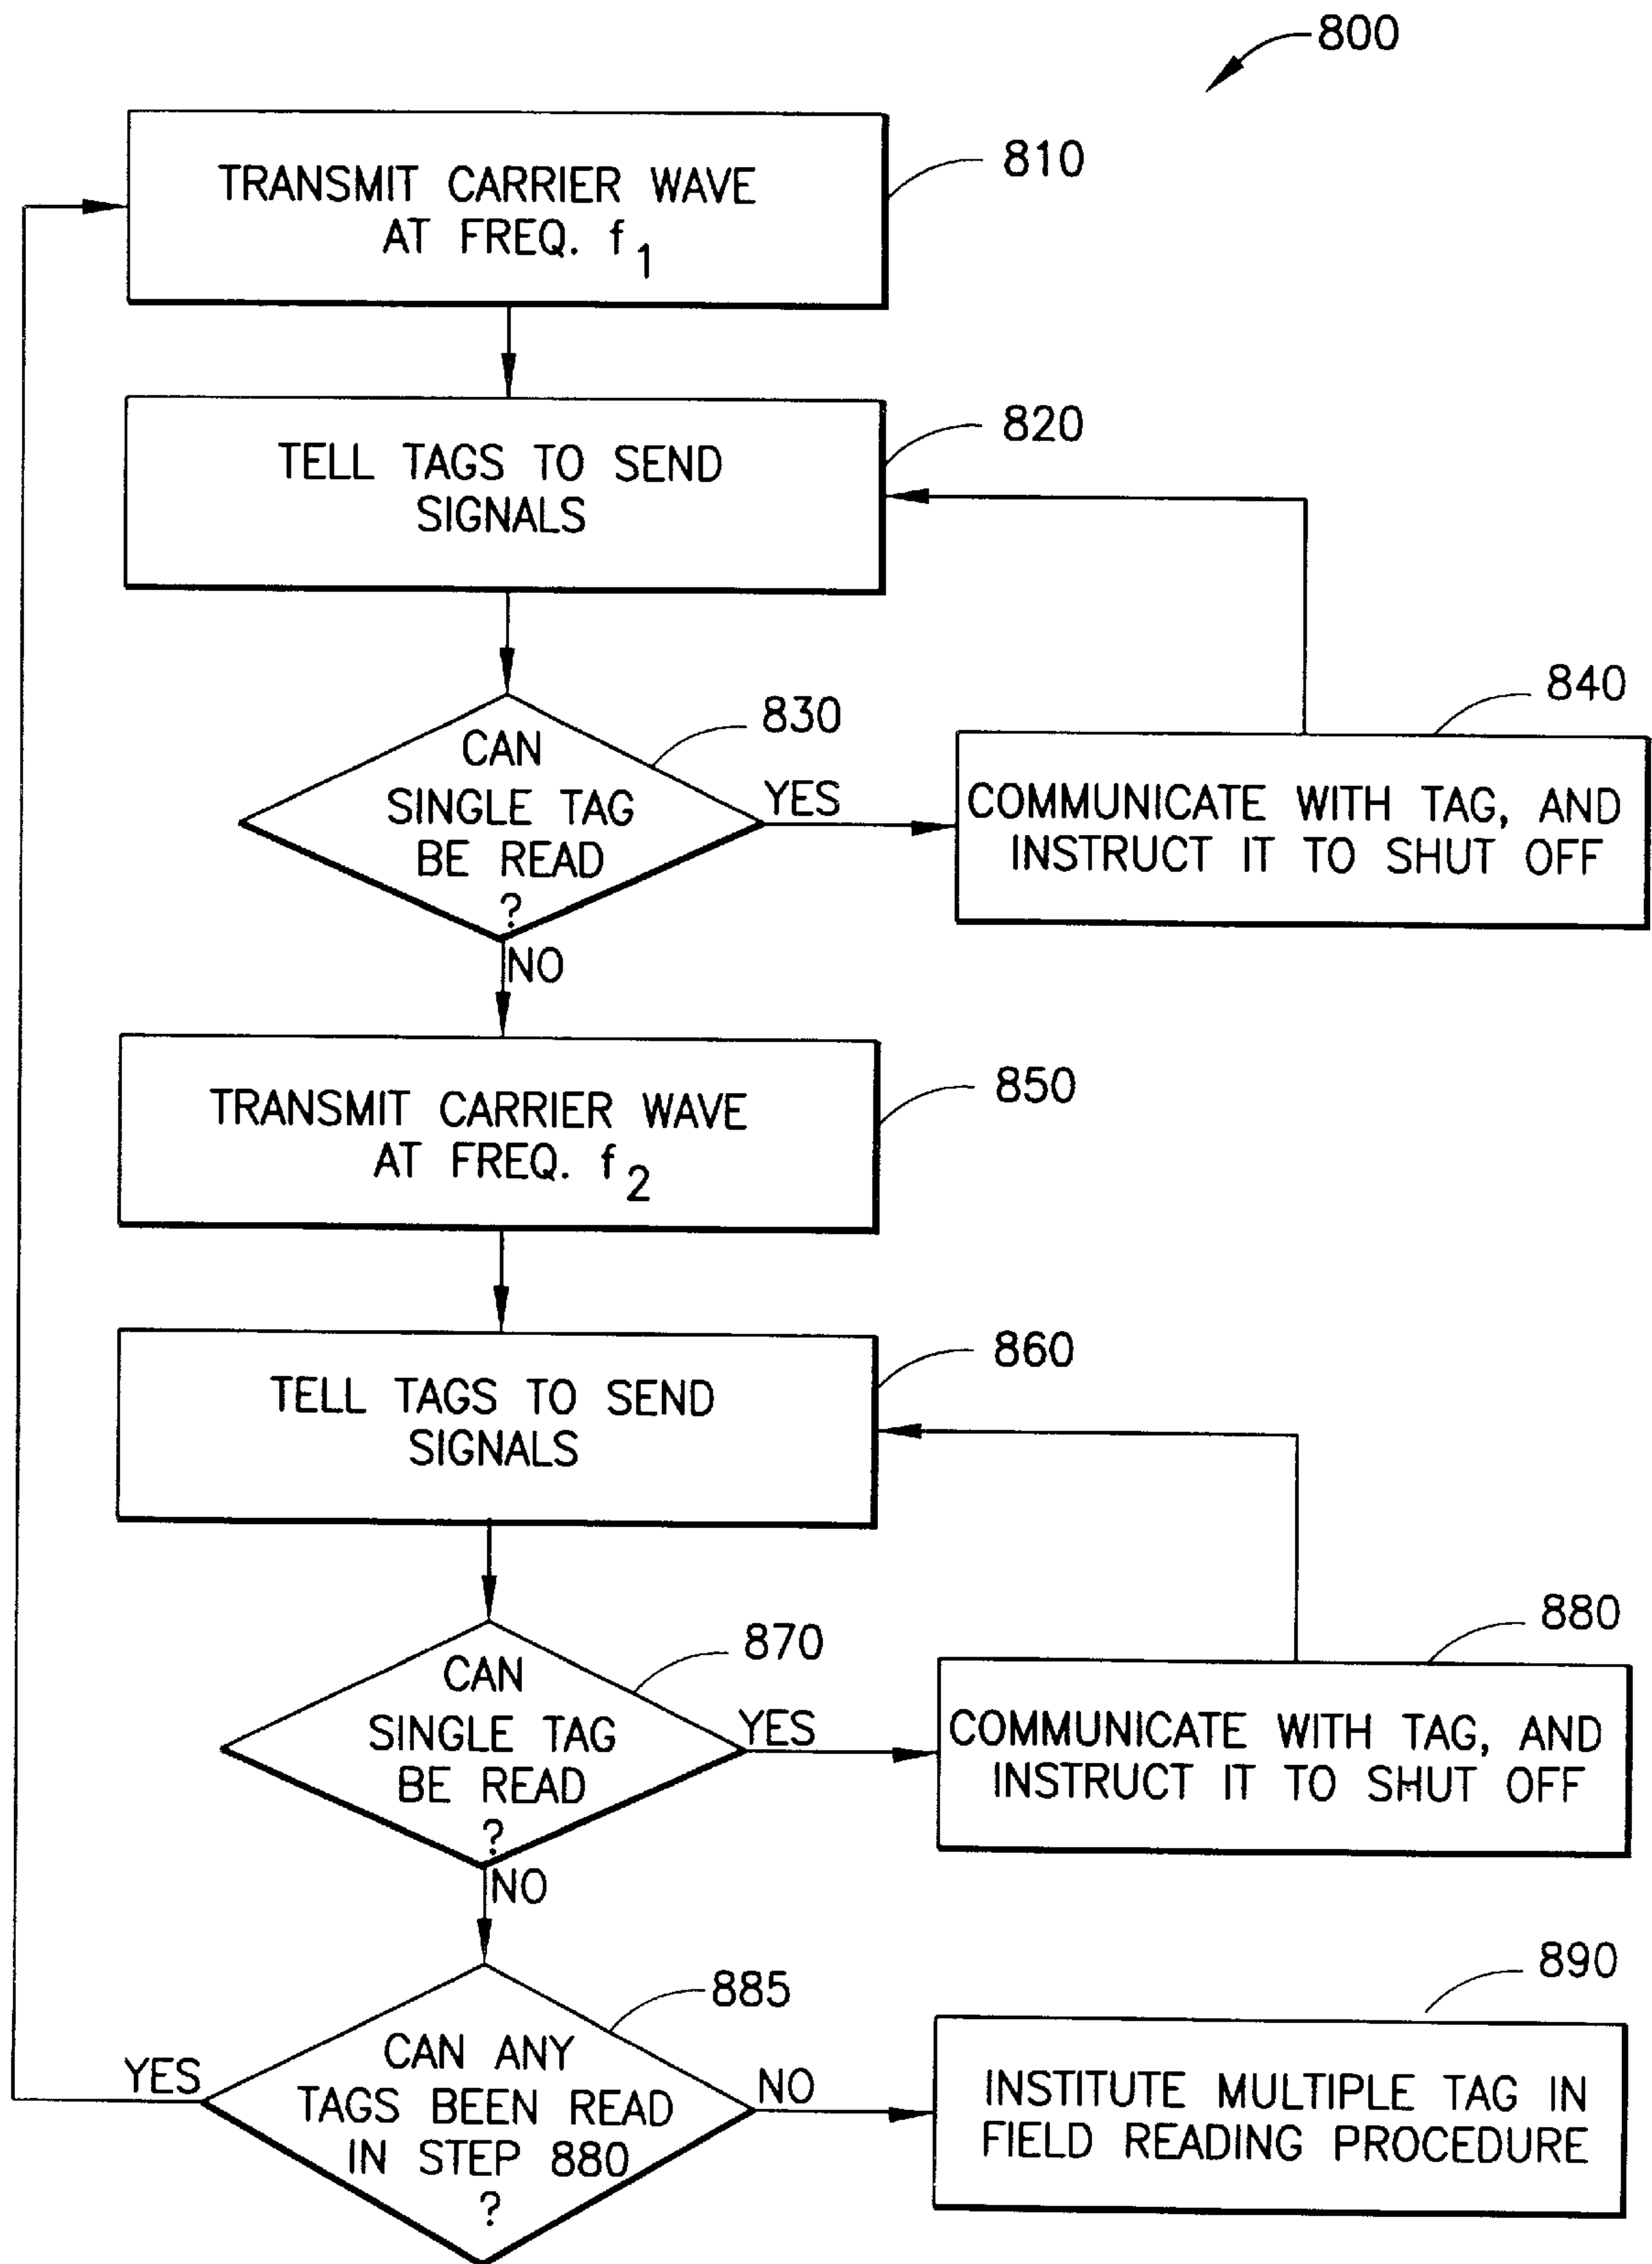 800
TRANSMIT CARRIER WAVE
AT FREQ. f1
810
TELL TAGS TO SEND
SIGNALS
820
CAN
SINGLE TAG
BE READ
?
830
YES
NO
COMMUNICATE WITH TAG, AND
INSTRUCT IT TO SHUT OFF
840
TRANSMIT CARRIER WAVE
AT FREQ. f2
850
TELL TAGS TO SEND
SIGNALS
860
CAN
SINGLE TAG
BE READ
?
870
YES
NO
COMMUNICATE WITH TAG, AND
INSTRUCT IT TO SHUT OFF
880
CAN ANY
TAGS BEEN READ
IN STEP 880
?
885
YES
NO
INSTITUTE MULTIPLE TAG IN
FIELD READING PROCEDURE
890